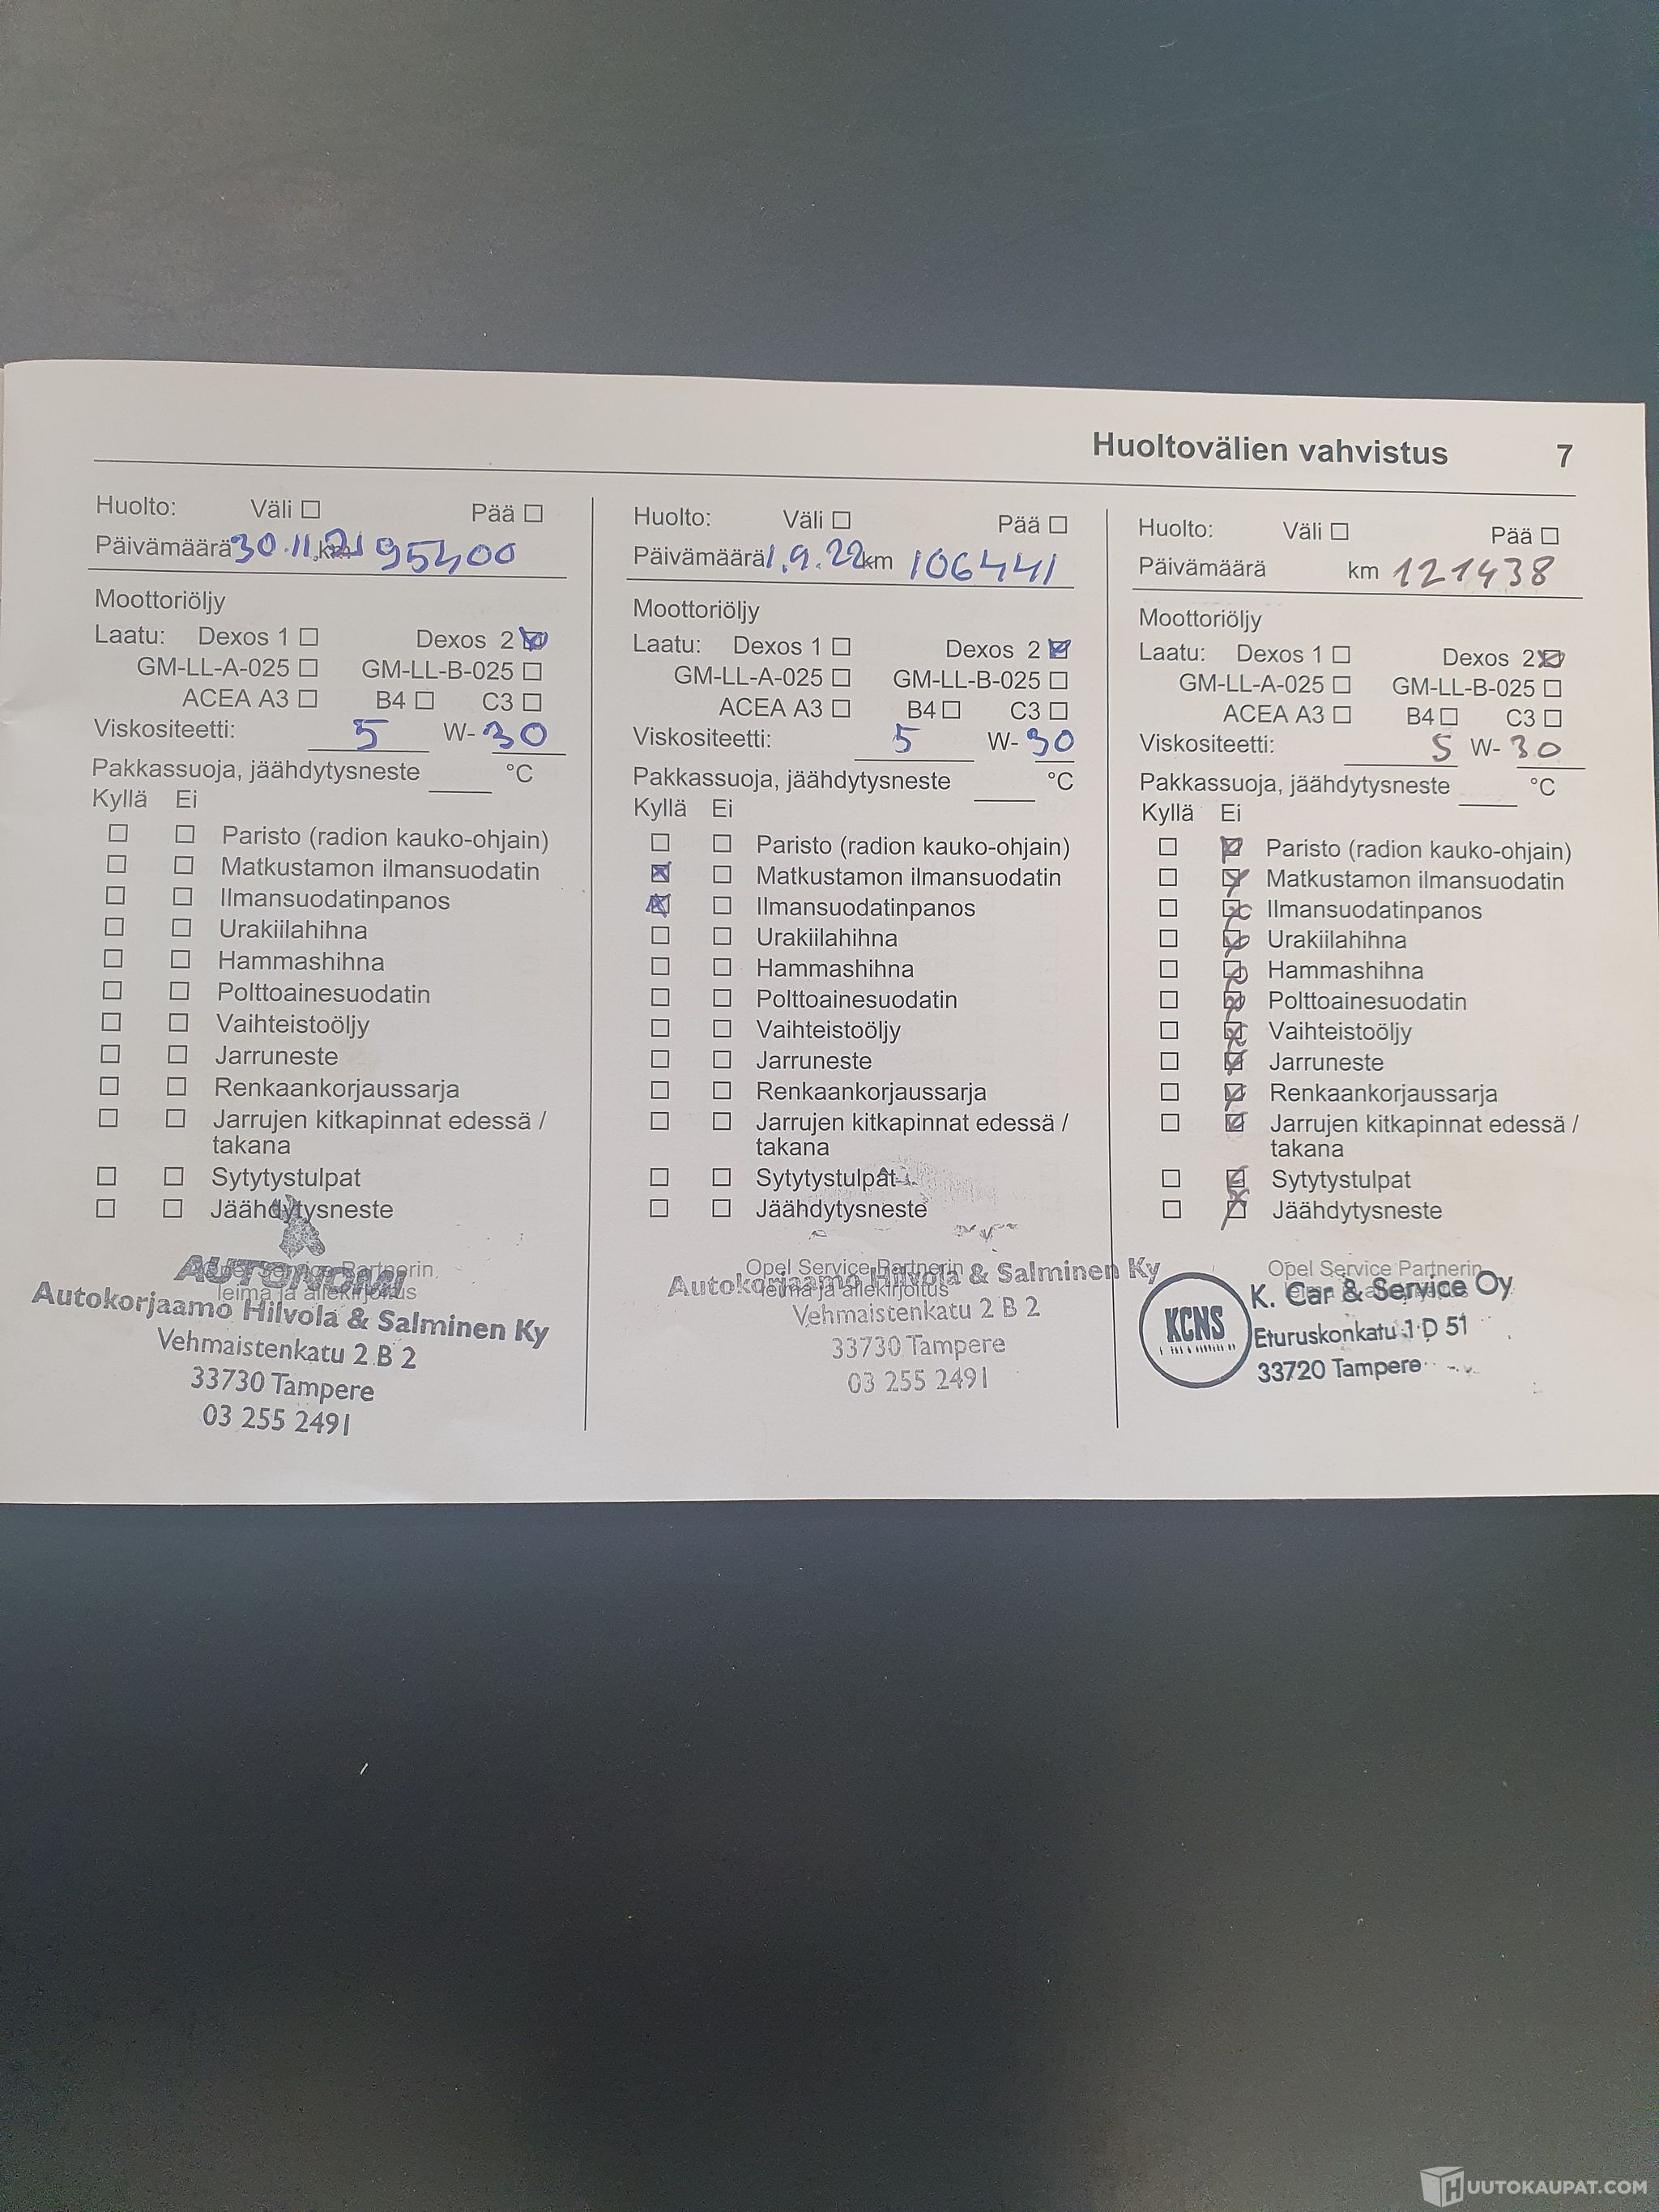 Huoltovälien vahvistus 7
Huolto: Väli Pää
Päivämäärä 30.11.21 km 95400
Moottoriöljy
Laatu: Dexos 1 Dexos 2
GM-LL-A-025 GM-LL-B-025
ACEA A3 B4 C3
Viskositeetti: 5 W- 30
Pakkassuoja, jäähdytysneste °C
Kyllä Ei
Paristo (radion kauko-ohjain)
Matkustamon ilmansuodatin
Ilmansuodatinpanos
Urakiilahihna
Hammashihna
Polttoainesuodatin
Vaihteistoöljy
Jarruneste
Renkaankorjaussarja
Jarrujen kitkapinnat edessä /
takana
Sytytystulpat
Jäähdytysneste
Opel Service Partnerin
leima ja allekirjoitus
AUTONOMI
Autokorjaamo Hilvola & Salminen Ky
Vehmaistenkatu 2 B 2
33730 Tampere
03 255 2491
Huolto: Väli Pää
Päivämäärä 1.9.22 km 106441
Moottoriöljy
Laatu: Dexos 1 Dexos 2
GM-LL-A-025 GM-LL-B-025
ACEA A3 B4 C3
Viskositeetti: 5 W- 30
Pakkassuoja, jäähdytysneste °C
Kyllä Ei
Paristo (radion kauko-ohjain)
Matkustamon ilmansuodatin
Ilmansuodatinpanos
Urakiilahihna
Hammashihna
Polttoainesuodatin
Vaihteistoöljy
Jarruneste
Renkaankorjaussarja
Jarrujen kitkapinnat edessä /
takana
Sytytystulpat
Jäähdytysneste
Opel Service Partnerin
leima ja allekirjoitus
Autokorjaamo Hilvola & Salminen Ky
Vehmaistenkatu 2 B 2
33730 Tampere
03 255 2491
Huolto: Väli Pää
Päivämäärä km 121438
Moottoriöljy
Laatu: Dexos 1 Dexos 2
GM-LL-A-025 GM-LL-B-025
ACEA A3 B4 C3
Viskositeetti: 5 W- 30
Pakkassuoja, jäähdytysneste °C
Kyllä Ei
Paristo (radion kauko-ohjain)
Matkustamon ilmansuodatin
Ilmansuodatinpanos
Urakiilahihna
Hammashihna
Polttoainesuodatin
Vaihteistoöljy
Jarruneste
Renkaankorjaussarja
Jarrujen kitkapinnat edessä /
takana
Sytytystulpat
Jäähdytysneste
Opel Service Partnerin
leima ja allekirjoitus
KCNS
K. Car & Service Oy
Eturuskonkatu 1 D 51
33720 Tampere
HUUTOKAUPAT.COM